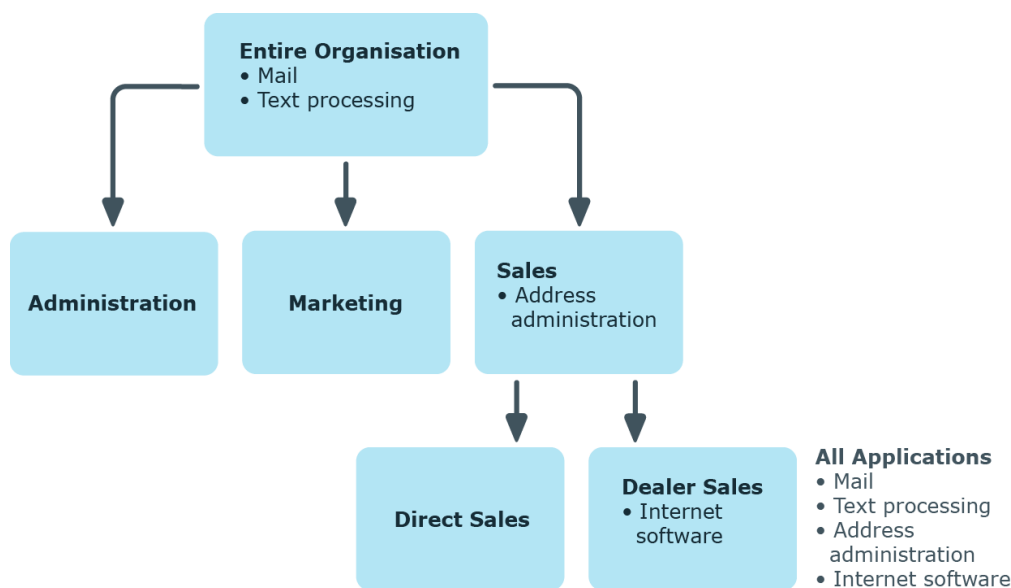 Entire Organisation
• Mail
• Text processing
Administration
Marketing
Sales
• Address
administration
Direct Sales
Dealer Sales
• Internet
software
All Applications
• Mail
• Text processing
• Address
administration
• Internet software